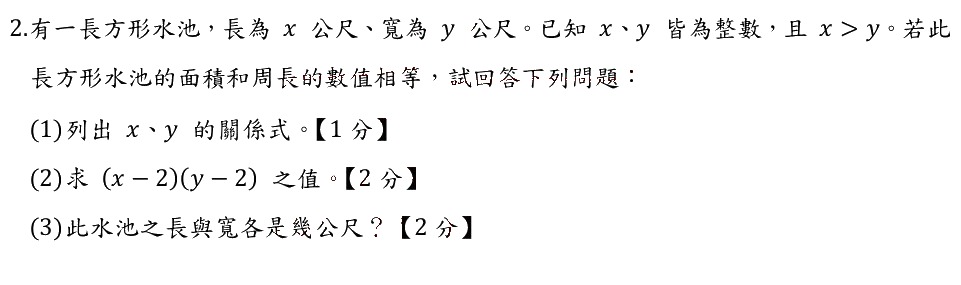 2.有一長方形水池，長為 x 公尺、寬為 y 公尺。已知 x、y 皆為整數，且 x > y。若此
長方形水池的面積和周長的數值相等，試回答下列問題：
(1)列出 x、y 的關係式。【1 分】
(2)求 (x − 2)(y − 2) 之值。【2 分】
(3)此水池之長與寬各是幾公尺？【2 分】